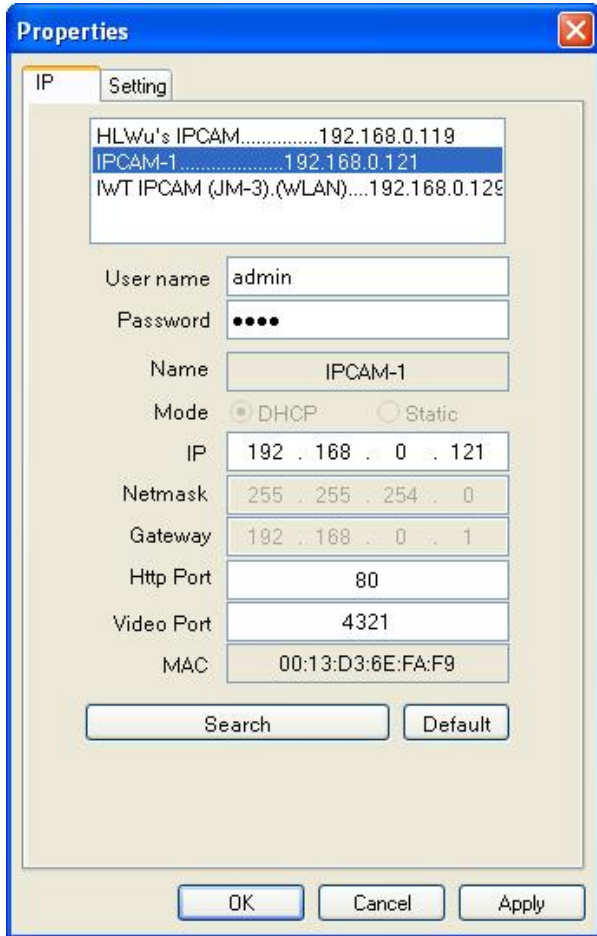 Properties
IP Setting
HLWu's IPCAM..............192.168.0.119
IPCAM-1....................192.168.0.121
IWT IPCAM (JM-3).(WLAN)....192.168.0.129
User name admin
Password ●●●●
Name IPCAM-1
Mode DHCP Static
IP 192 . 168 . 0 . 121
Netmask 255 . 255 . 254 . 0
Gateway 192 . 168 . 0 . 1
Http Port 80
Video Port 4321
MAC 00:13:D3:6E:FA:F9
Search Default
OK Cancel Apply